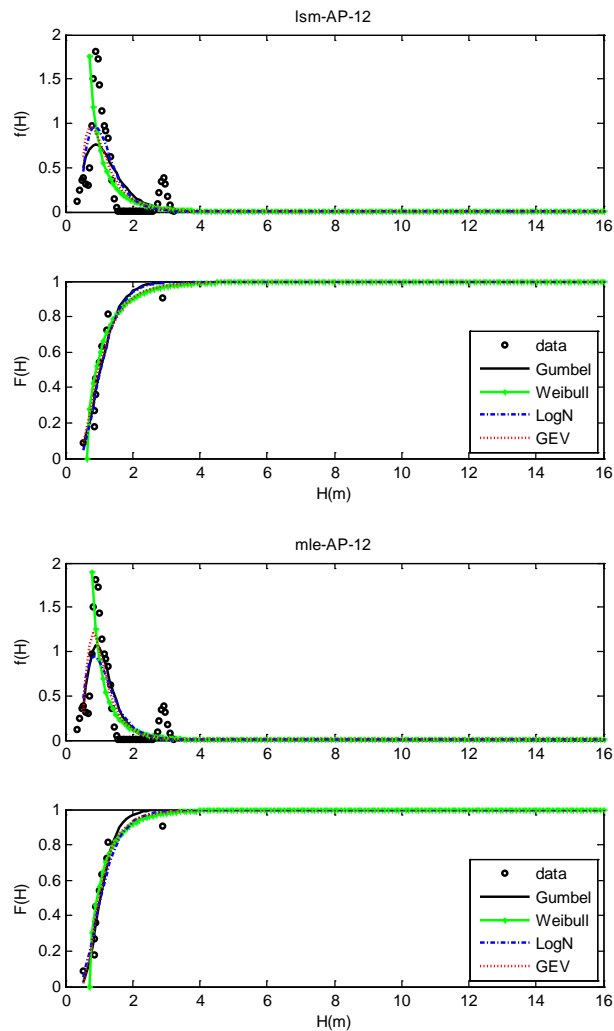 lsm-AP-12
2
1.5
1
0.5
0
f(H)
0 2 4 6 8 10 12 14 16
1
0.8
0.6
0.4
0.2
0
F(H)
data
Gumbel
Weibull
LogN
GEV
0 2 4 6 8 10 12 14 16
H(m)
mle-AP-12
2
1.5
1
0.5
0
f(H)
0 2 4 6 8 10 12 14 16
1
0.8
0.6
0.4
0.2
0
F(H)
data
Gumbel
Weibull
LogN
GEV
0 2 4 6 8 10 12 14 16
H(m)